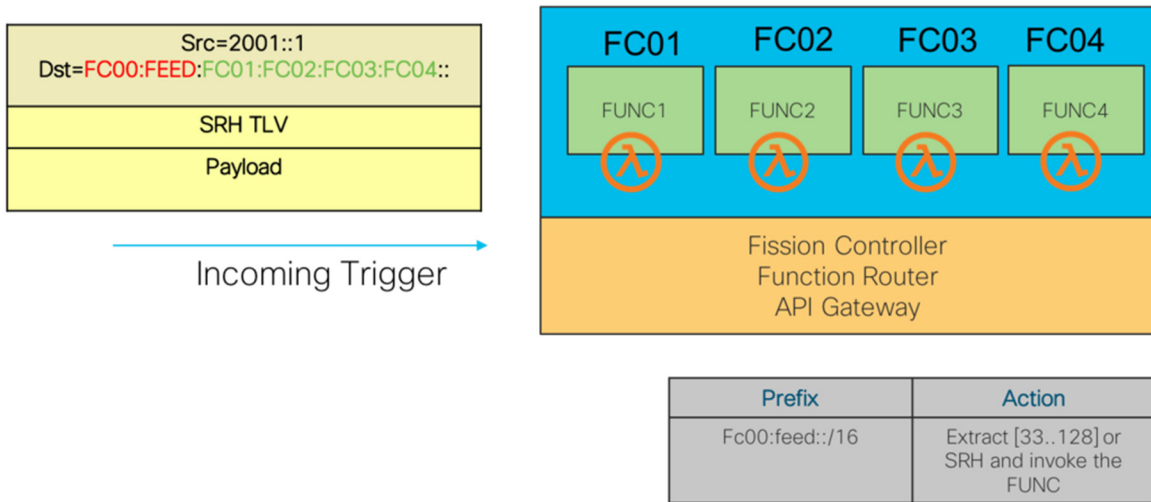 Src=2001::1
Dst=FC00:FEED:FC01:FC02:FC03:FC04::
SRH TLV
Payload
Incoming Trigger
FC01 FC02 FC03 FC04
FUNC1 FUNC2 FUNC3 FUNC4
λ λ λ λ
Fission Controller
Function Router
API Gateway
Prefix Action
Fc00:feed::/16 Extract [33..128] or
SRH and invoke the
FUNC